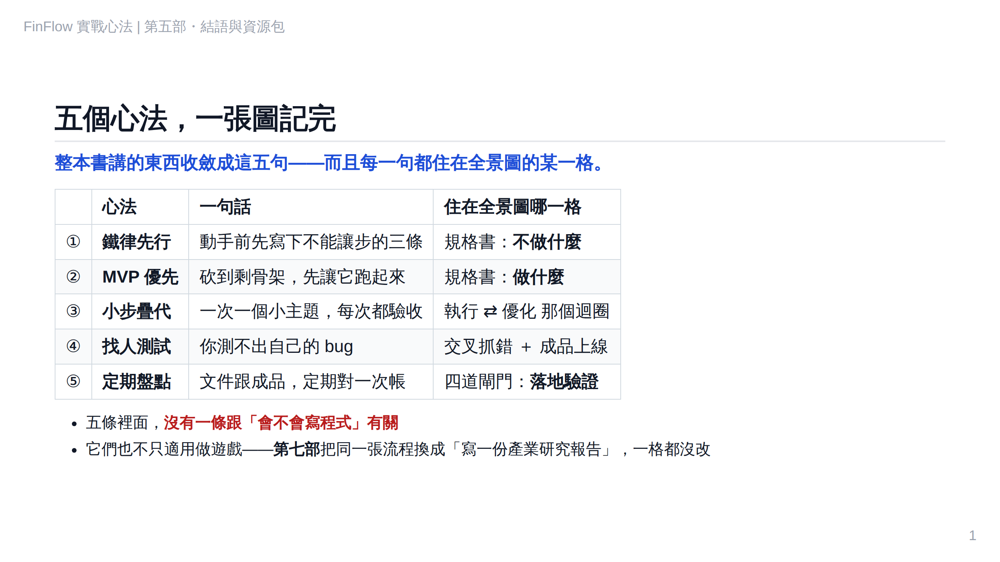 FinFlow 實戰心法 | 第五部・結語與資源包
五個心法，一張圖記完
整本書講的東西收斂成這五句——而且每一句都住在全景圖的某一格。
心法 一句話 住在全景圖哪一格
① 鐵律先行 動手前先寫下不能讓步的三條 規格書：不做什麼
② MVP 優先 砍到剩骨架，先讓它跑起來 規格書：做什麼
③ 小步疊代 一次一個小主題，每次都驗收 執行 ⇄ 優化 那個迴圈
④ 找人測試 你測不出自己的 bug 交叉抓錯 ＋ 成品上線
⑤ 定期盤點 文件跟成品，定期對一次帳 四道閘門：落地驗證
• 五條裡面，沒有一條跟「會不會寫程式」有關
• 它們也不只適用做遊戲——第七部把同一張流程換成「寫一份產業研究報告」，一格都沒改
1